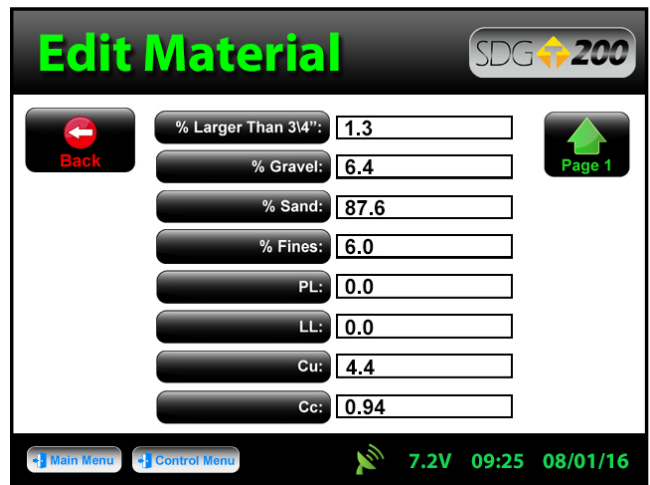 Edit Material
SDG 200
Back
% Larger Than 3\4”: 1.3
Page 1
% Gravel: 6.4
% Sand: 87.6
% Fines: 6.0
PL: 0.0
LL: 0.0
Cu: 4.4
Cc: 0.94
Main Menu Control Menu 7.2V 09:25 08/01/16